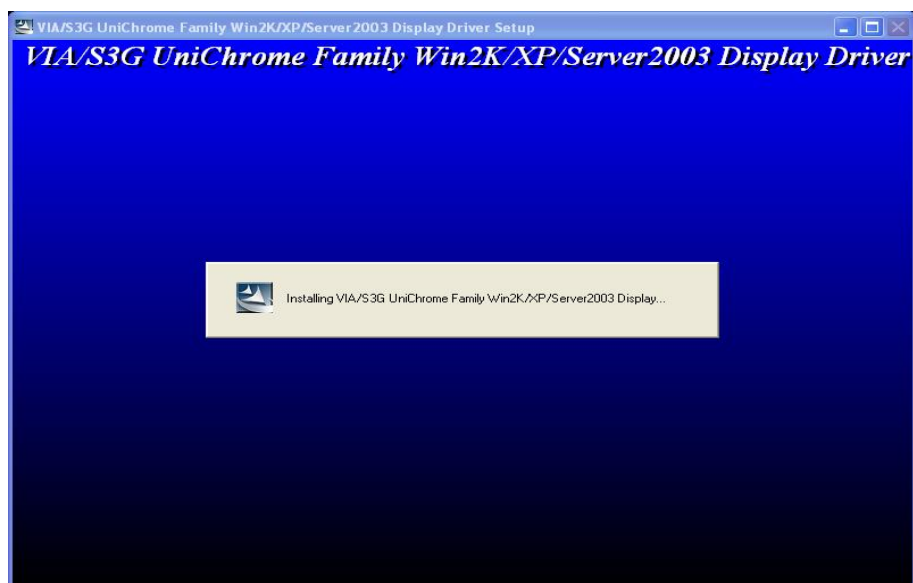 VIA/S3G UniChrome Family Win2K/XP/Server2003 Display Driver Setup
VIA/S3G UniChrome Family Win2K/XP/Server2003 Display Driver
Installing VIA/S3G UniChrome Family Win2K/XP/Server2003 Display...